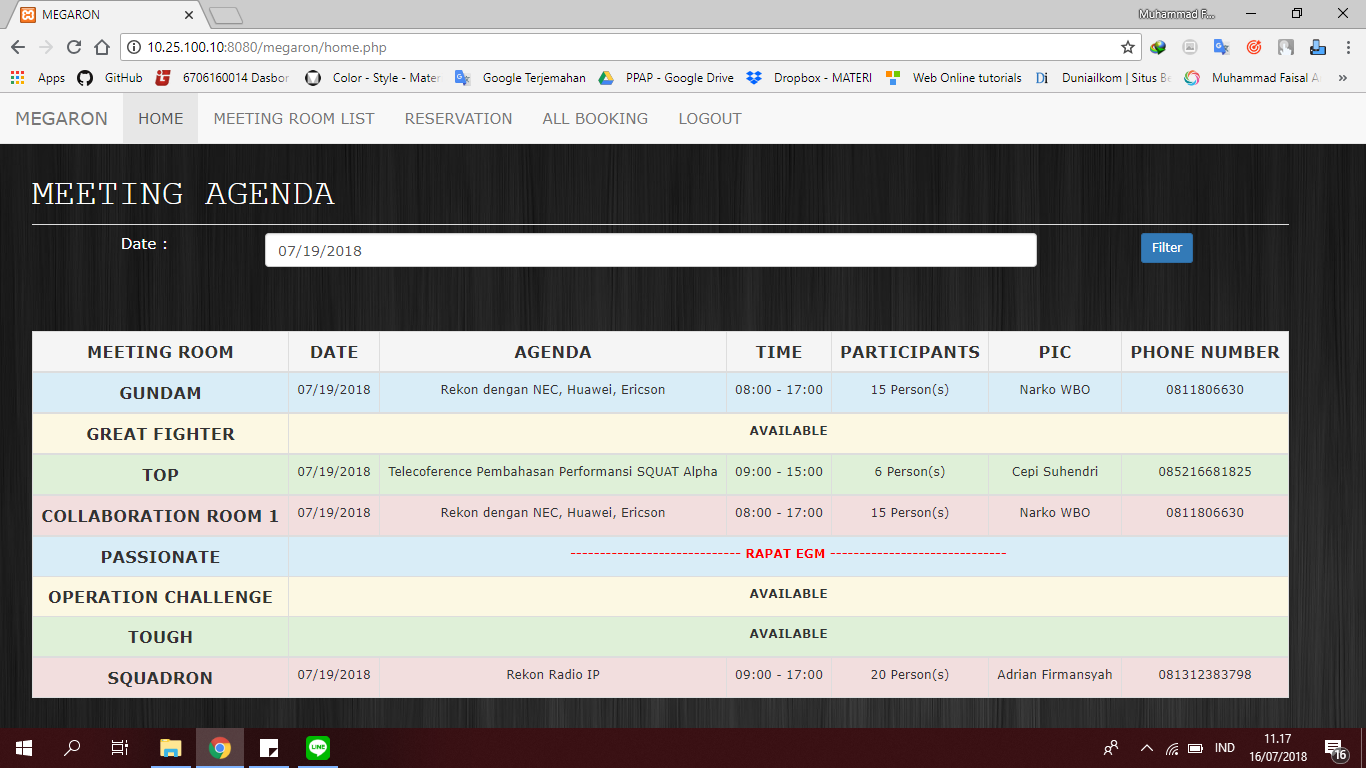 MEGARON
Muhammad F...
10.25.100.10:8080/megaron/home.php
Apps GitHub 6706160014 Dasbor Color - Style - Mater Google Terjemahan PPAP - Google Drive Dropbox - MATERI Web Online tutorials Duniailkom | Situs Be Muhammad Faisal A
MEGARON HOME MEETING ROOM LIST RESERVATION ALL BOOKING LOGOUT
MEETING AGENDA
Date : 07/19/2018 Filter
MEETING ROOM DATE AGENDA TIME PARTICIPANTS PIC PHONE NUMBER
GUNDAM 07/19/2018 Rekon dengan NEC, Huawei, Ericson 08:00 - 17:00 15 Person(s) Narko WBO 0811806630
GREAT FIGHTER AVAILABLE
TOP 07/19/2018 Telecoference Pembahasan Performansi SQUAT Alpha 09:00 - 15:00 6 Person(s) Cepi Suhendri 085216681825
COLLABORATION ROOM 1 07/19/2018 Rekon dengan NEC, Huawei, Ericson 08:00 - 17:00 15 Person(s) Narko WBO 0811806630
PASSIONATE ----------------------------- RAPAT EGM ------------------------------
OPERATION CHALLENGE AVAILABLE
TOUGH AVAILABLE
SQUADRON 07/19/2018 Rekon Radio IP 09:00 - 17:00 20 Person(s) Adrian Firmansyah 081312383798
LINE IND 11.17
16/07/2018 16